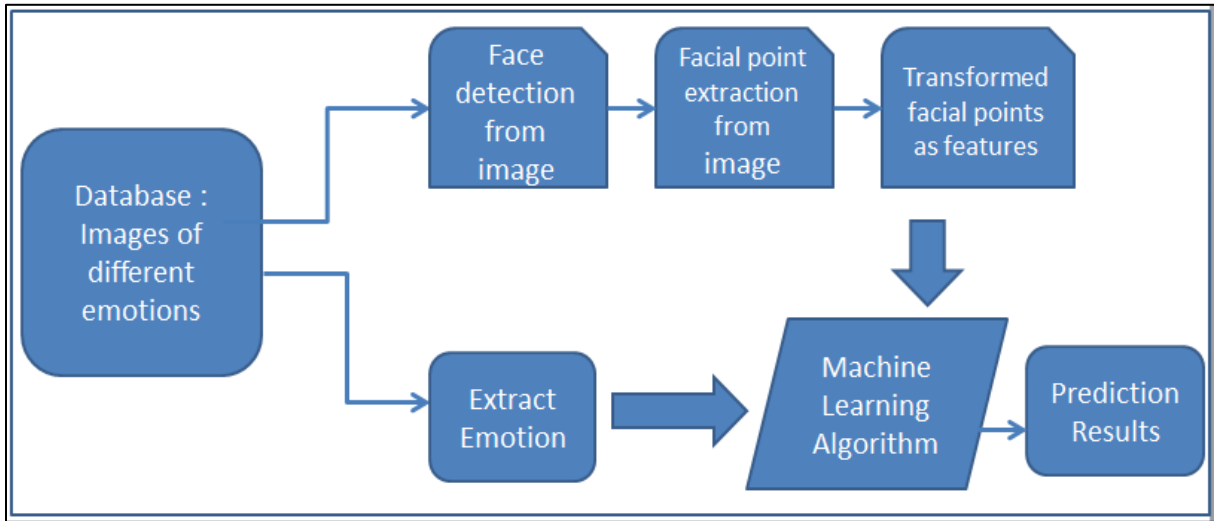 Database :
Images of
different
emotions
Face
detection
from
image
Facial point
extraction
from
image
Transformed
facial points
as features
Extract
Emotion
Machine
Learning
Algorithm
Prediction
Results